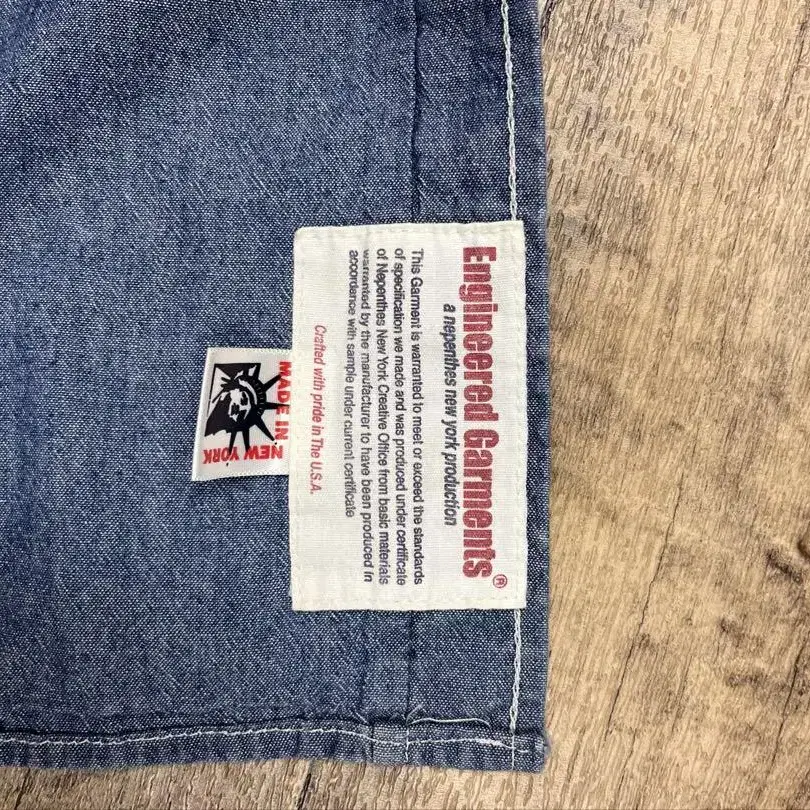 Engineered Garments®
a nepenthes new york production
This Garment is warranted to meet or exceed the standards
of specification we made and was produced under certificate
of Nepenthes New York Creative Office from basic materials
warranted by the manufacturer to have been produced in
accordance with sample under current certificate
Crafted with pride in The U.S.A.
MADE IN
NEW YORK